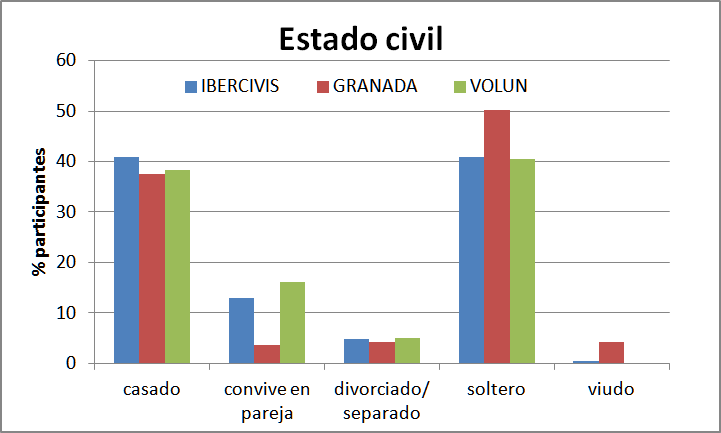 Estado civil
IBERCIVIS GRANADA VOLUN
% participantes
60
50
40
30
20
10
0
casado
convive en
pareja
divorciado/
separado
soltero
viudo